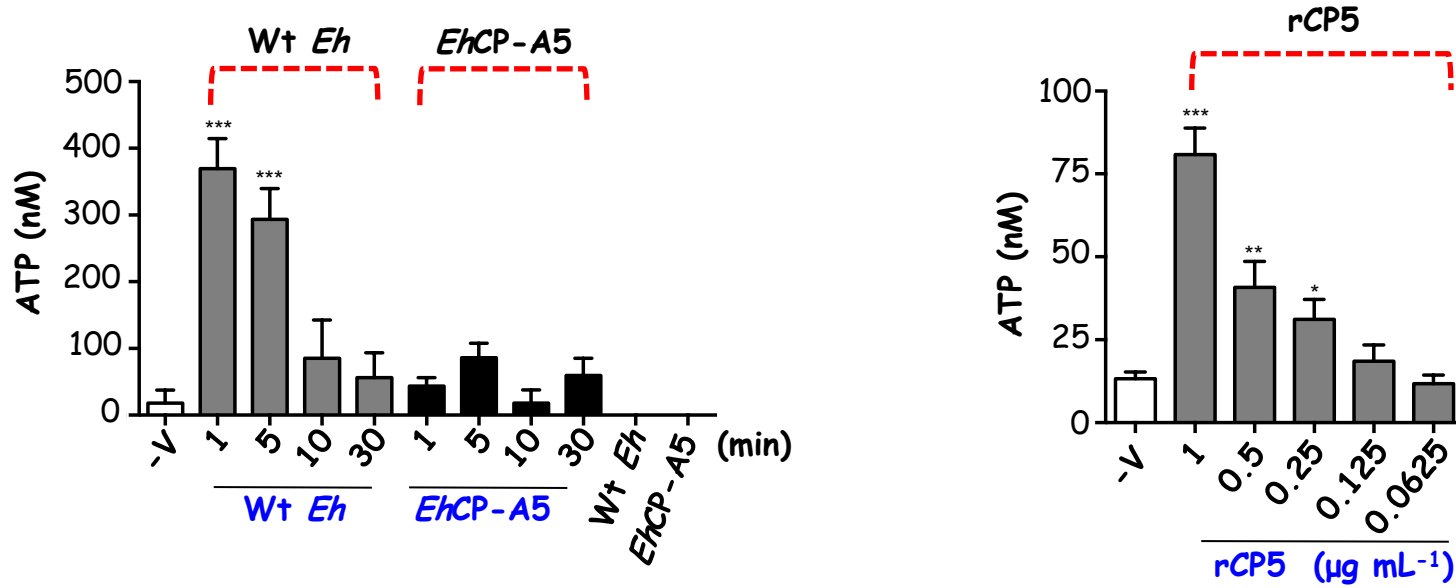 Wt Eh EhCP-A5
500
400
300
200
100
0
ATP (nM)
***
***
-V 1 5 10 30 1 5 10 30 Wt Eh EhCP-A5 (min)
Wt Eh EhCP-A5
rCP5
100
75
50
25
0
ATP (nM)
***
**
*
-V 1 0.5 0.25 0.125 0.0625
rCP5 (µg mL⁻¹)